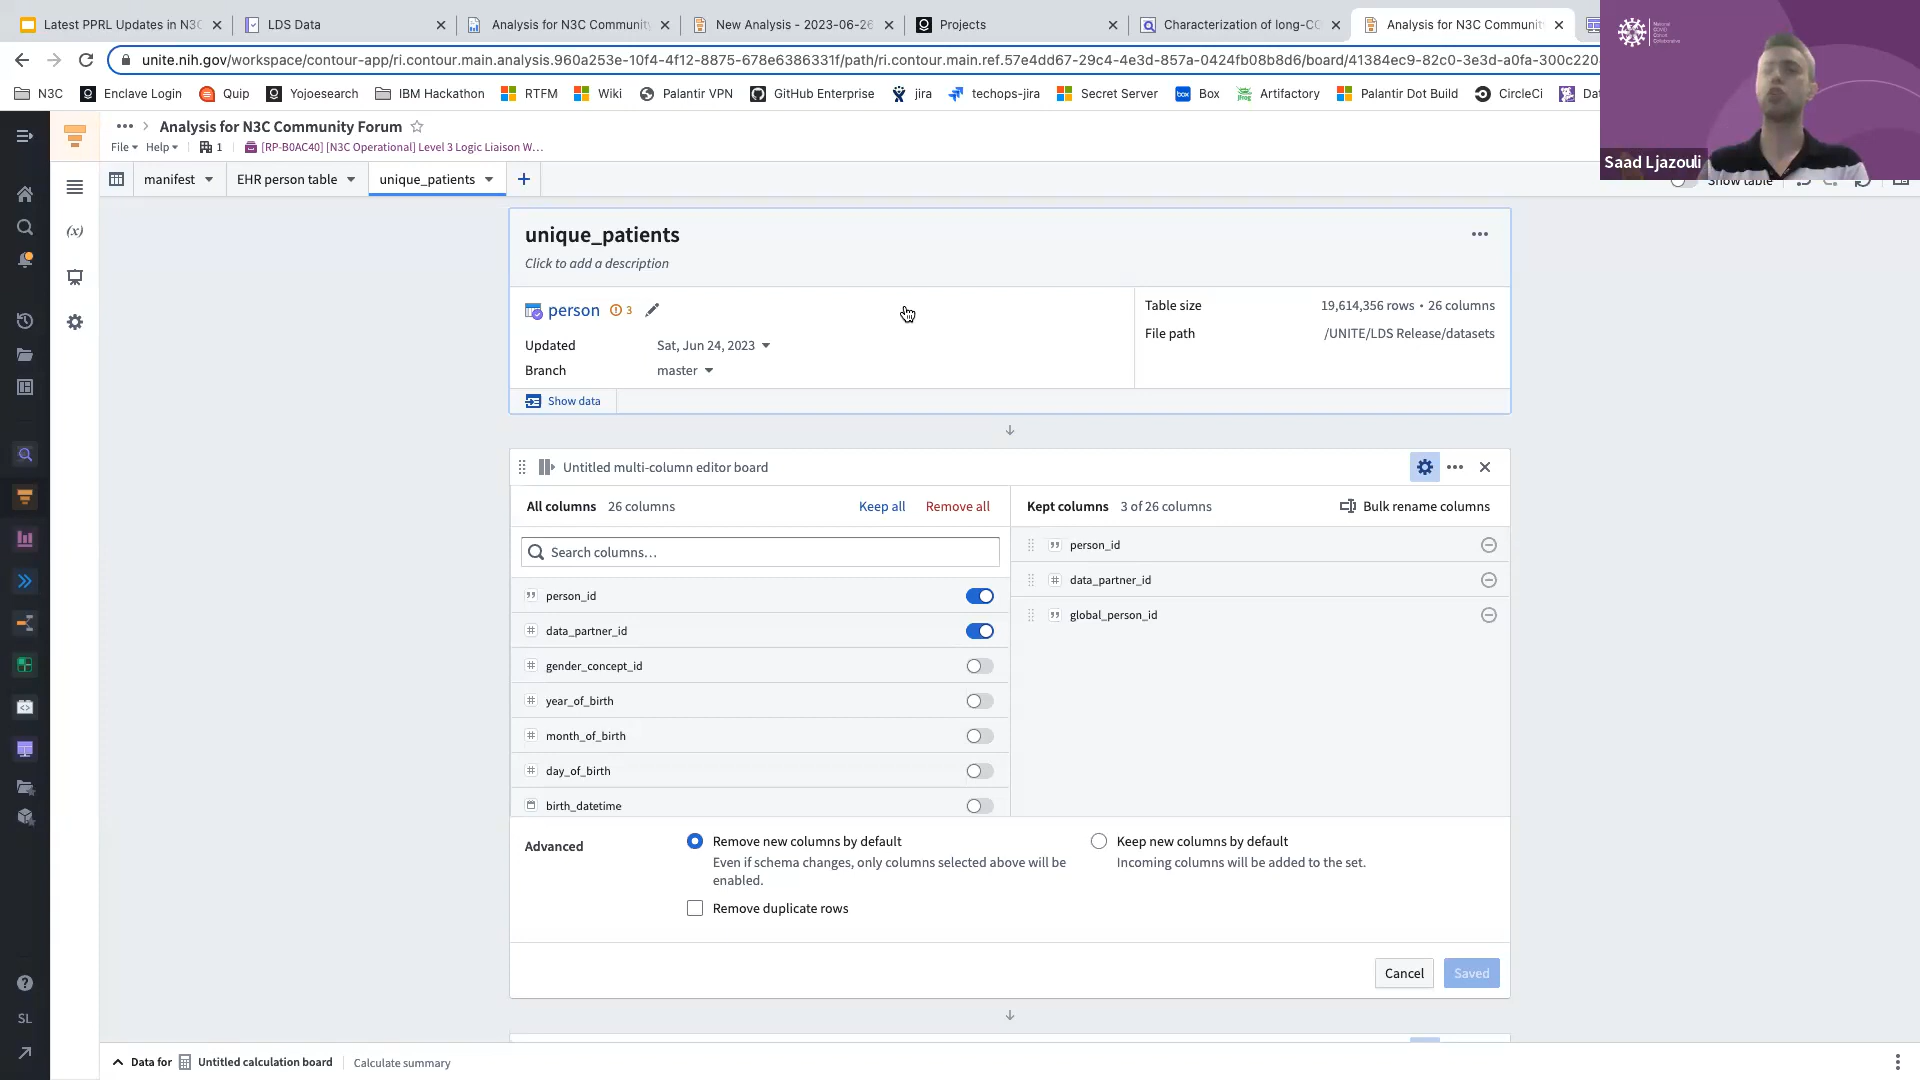 Latest PPRL Updates in N3C
LDS Data
Analysis for N3C Community
New Analysis - 2023-06-26
Projects
Characterization of long-CO
Analysis for N3C Communit
unite.nih.gov/workspace/contour-app/ri.contour.main.analysis.960a253e-10f4-4f12-8875-678e6386331f/path/ri.contour.main.ref.57e4dd67-29c4-4e3d-857a-0424fb08b8d6/board/41384ec9-82c0-3e3d-a0fa-300c220
N3C
Enclave Login
Quip
Yojoesearch
IBM Hackathon
RTFM
Wiki
Palantir VPN
GitHub Enterprise
jira
techops-jira
Secret Server
Box
Artifactory
Palantir Dot Build
CircleCi
Dat
Saad Ljazouli
••• > Analysis for N3C Community Forum
File
Help
1
[RP-B0AC40] [N3C Operational] Level 3 Logic Liaison W...
manifest
EHR person table
unique_patients
+
Show table
(x)
unique_patients
Click to add a description
person
3
Updated
Sat, Jun 24, 2023
Branch
master
Table size
19,614,356 rows • 26 columns
File path
/UNITE/LDS Release/datasets
Show data
Untitled multi-column editor board
All columns 26 columns
Keep all
Remove all
Kept columns 3 of 26 columns
Bulk rename columns
Search columns...
person_id
data_partner_id
gender_concept_id
year_of_birth
month_of_birth
day_of_birth
birth_datetime
person_id
data_partner_id
global_person_id
Advanced
Remove new columns by default
Even if schema changes, only columns selected above will be
enabled.
Keep new columns by default
Incoming columns will be added to the set.
Remove duplicate rows
Cancel
Saved
SL
Data for
Untitled calculation board
Calculate summary